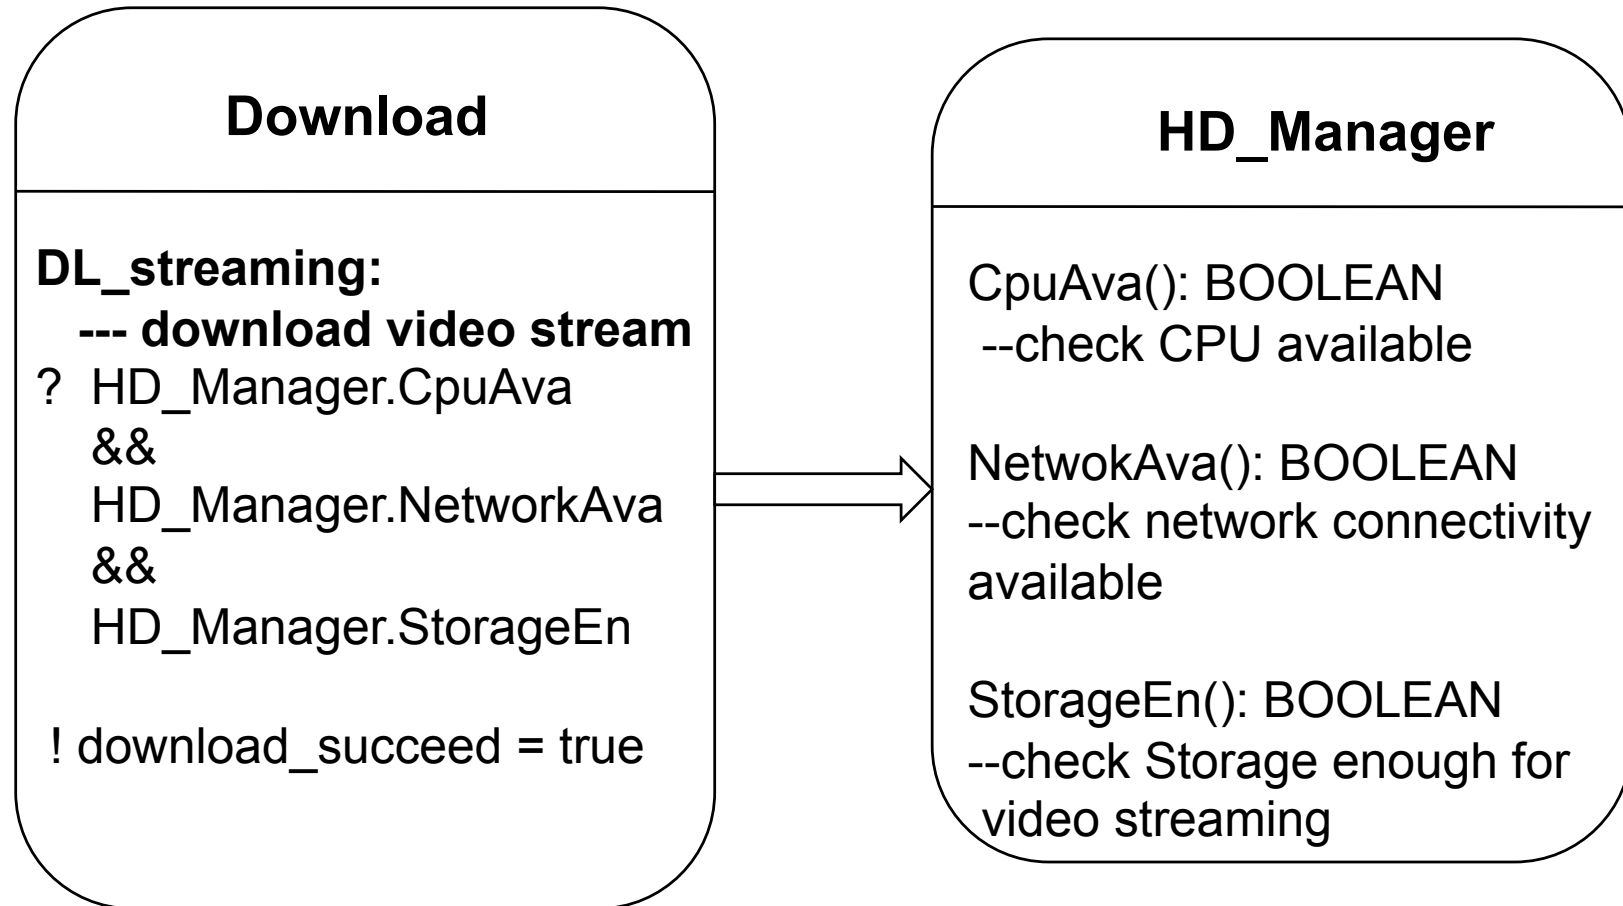 Download
DL_streaming:
--- download video stream
? HD_Manager.CpuAva
&&
HD_Manager.NetworkAva
&&
HD_Manager.StorageEn
! download_succeed = true
HD_Manager
CpuAva(): BOOLEAN
--check CPU available
NetwokAva(): BOOLEAN
--check network connectivity
available
StorageEn(): BOOLEAN
--check Storage enough for
video streaming